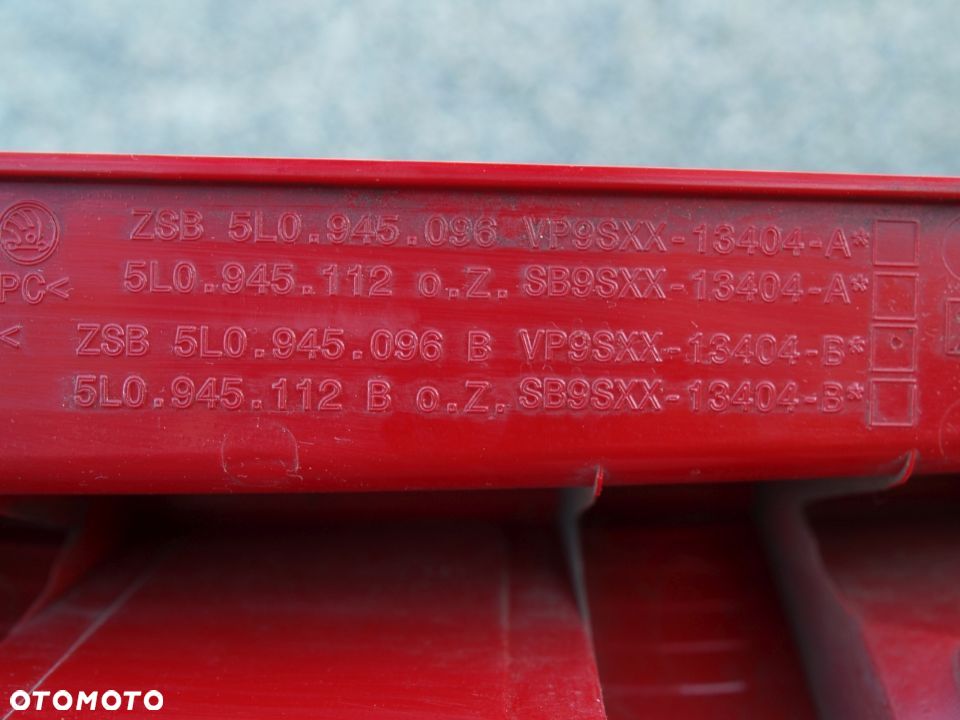 ZSB 5L0.945.096 VP9SXX-13404-A*
5L0.945.112 o.Z. SB9SXX-13404-A*
PC<
ZSB 5L0.945.096 B VP9SXX-13404-B*
<
5L0.945.112 B o.Z. SB9SXX-13404-B*
OTOMOTO